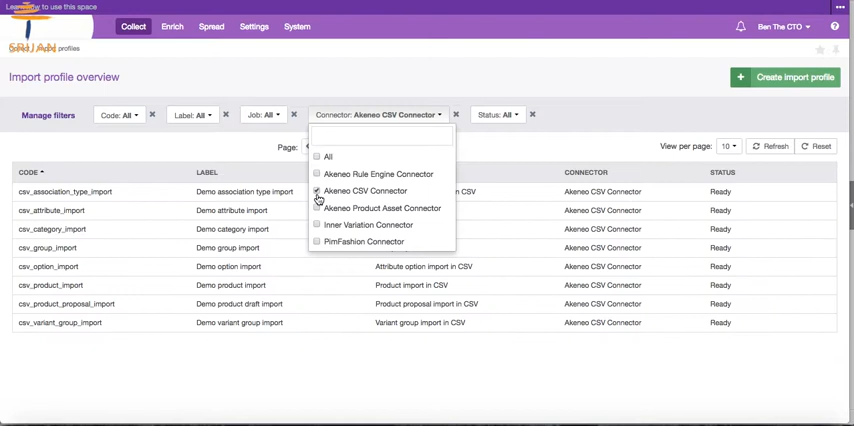 Learn how to use this space
SRIJAN
Collect Enrich Spread Settings System
Ben The CTO
profiles
Import profile overview
+ Create import profile
Manage filters Code: All Label: All Job: All Connector: Akeneo CSV Connector Status: All
Page: View per page: 10 Refresh Reset
All
Akeneo Rule Engine Connector
Akeneo CSV Connector
Akeneo Product Asset Connector
Inner Variation Connector
PimFashion Connector
CODE LABEL CONNECTOR STATUS
csv_association_type_import Demo association type import n CSV Akeneo CSV Connector Ready
csv_attribute_import Demo attribute import Akeneo CSV Connector Ready
csv_category_import Demo category import Akeneo CSV Connector Ready
csv_group_import Demo group import Akeneo CSV Connector Ready
csv_option_import Demo option import Attribute option import in CSV Akeneo CSV Connector Ready
csv_product_import Demo product import Product import in CSV Akeneo CSV Connector Ready
csv_product_proposal_import Demo product draft import Product proposal import in CSV Akeneo CSV Connector Ready
csv_variant_group_import Demo variant group import Variant group import in CSV Akeneo CSV Connector Ready